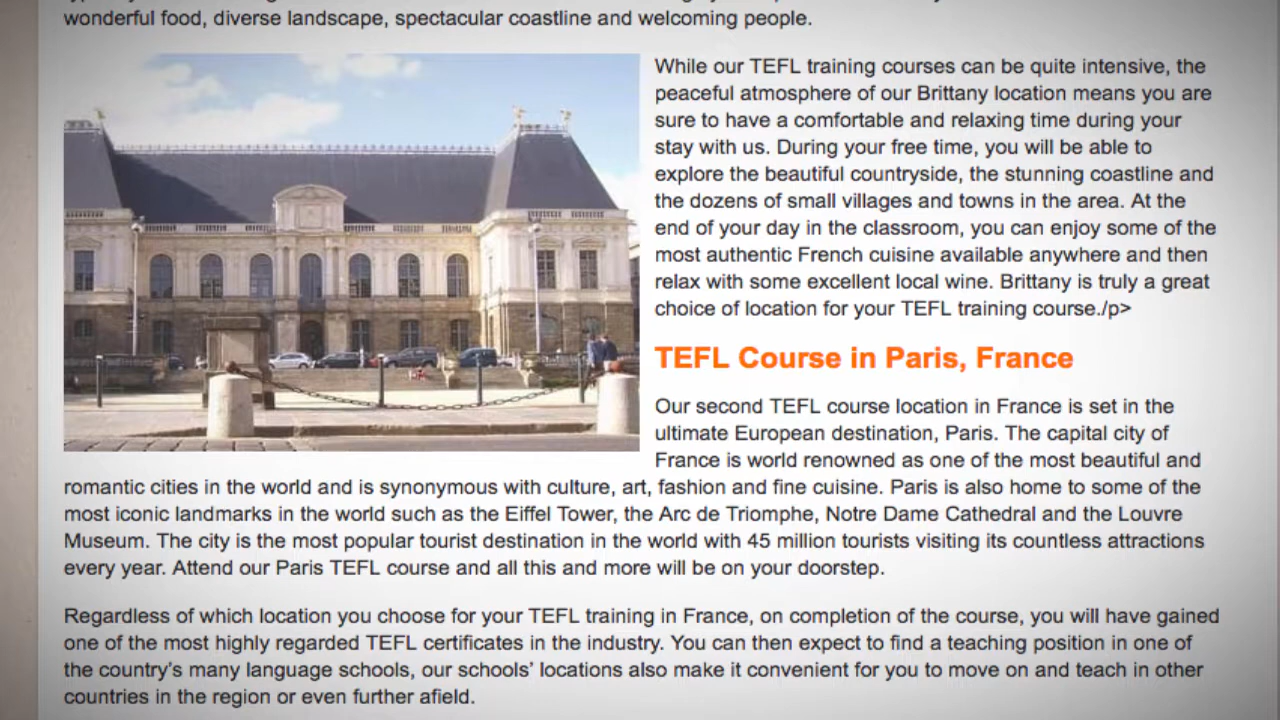 wonderful food, diverse landscape, spectacular coastline and welcoming people.
While our TEFL training courses can be quite intensive, the
peaceful atmosphere of our Brittany location means you are
sure to have a comfortable and relaxing time during your
stay with us. During your free time, you will be able to
explore the beautiful countryside, the stunning coastline and
the dozens of small villages and towns in the area. At the
end of your day in the classroom, you can enjoy some of the
most authentic French cuisine available anywhere and then
relax with some excellent local wine. Brittany is truly a great
choice of location for your TEFL training course./p>
TEFL Course in Paris, France
Our second TEFL course location in France is set in the
ultimate European destination, Paris. The capital city of
France is world renowned as one of the most beautiful and
romantic cities in the world and is synonymous with culture, art, fashion and fine cuisine. Paris is also home to some of the
most iconic landmarks in the world such as the Eiffel Tower, the Arc de Triomphe, Notre Dame Cathedral and the Louvre
Museum. The city is the most popular tourist destination in the world with 45 million tourists visiting its countless attractions
every year. Attend our Paris TEFL course and all this and more will be on your doorstep.
Regardless of which location you choose for your TEFL training in France, on completion of the course, you will have gained
one of the most highly regarded TEFL certificates in the industry. You can then expect to find a teaching position in one of
the country's many language schools, our schools' locations also make it convenient for you to move on and teach in other
countries in the region or even further afield.